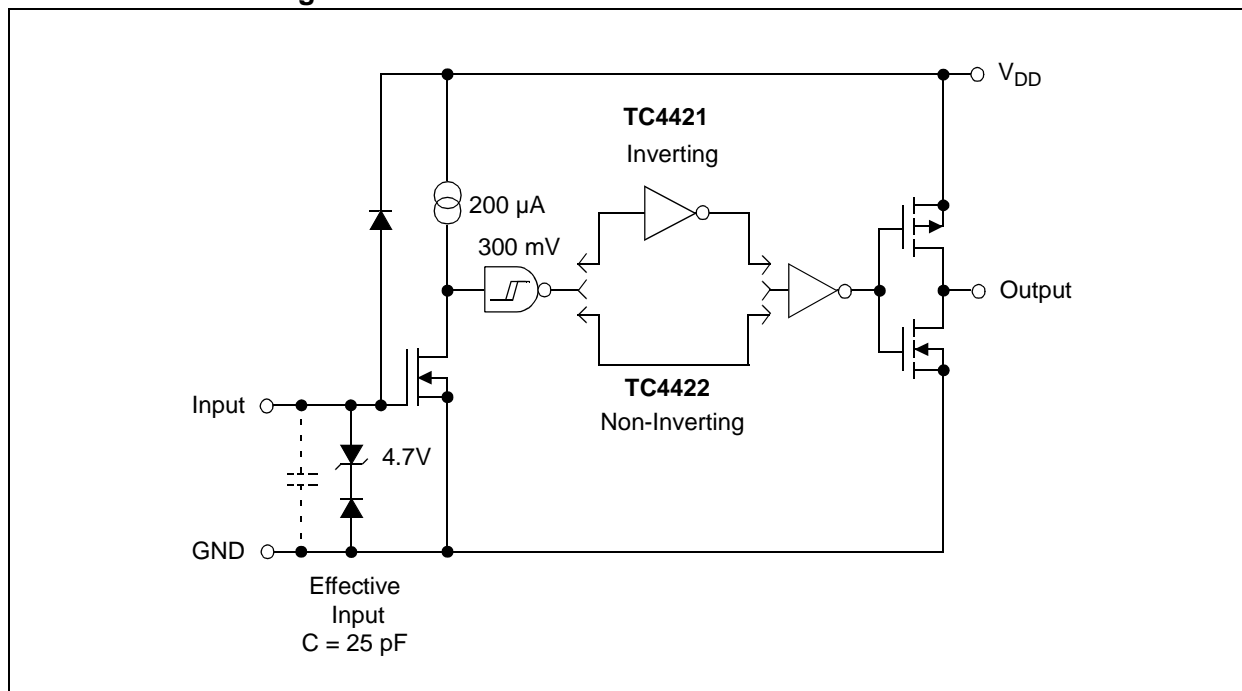 V_DD
TC4421
Inverting
200 µA
300 mV
Output
TC4422
Non-Inverting
Input
4.7V
GND
Effective
Input
C = 25 pF